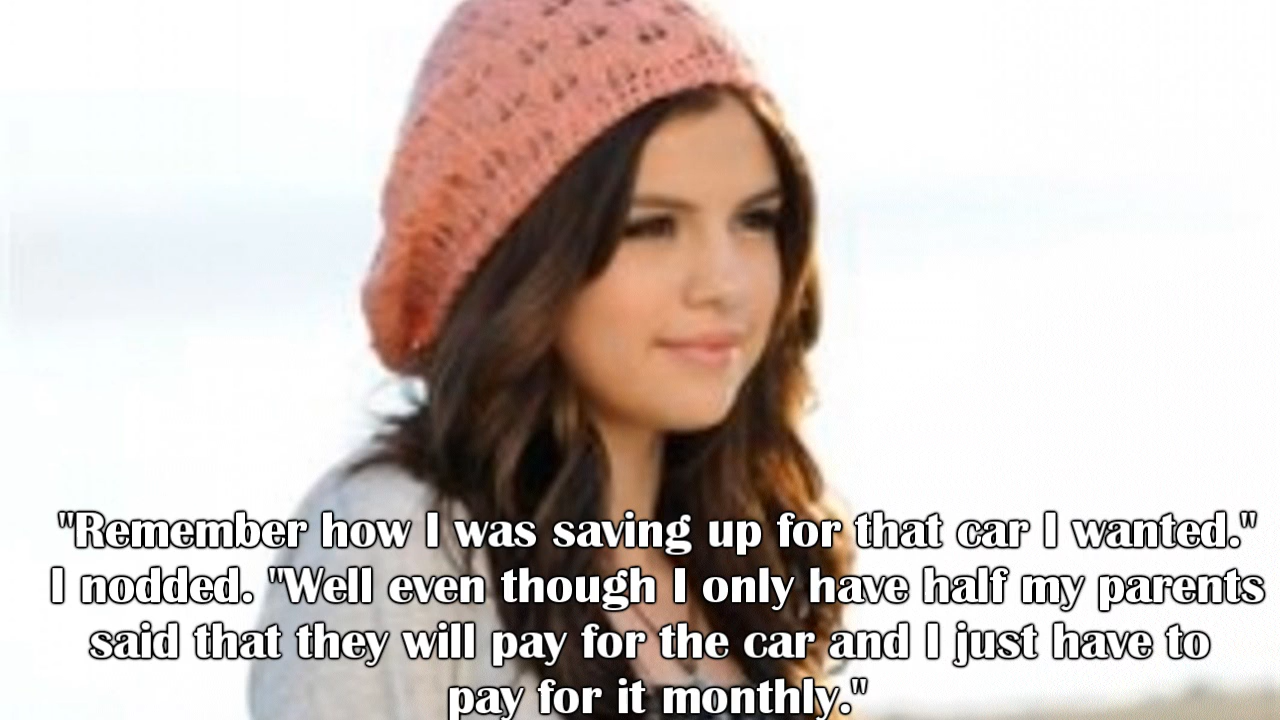 "Remember how I was saving up for that car I wanted."
I nodded. "Well even though I only have half my parents
said that they will pay for the car and I just have to
pay for it monthly."